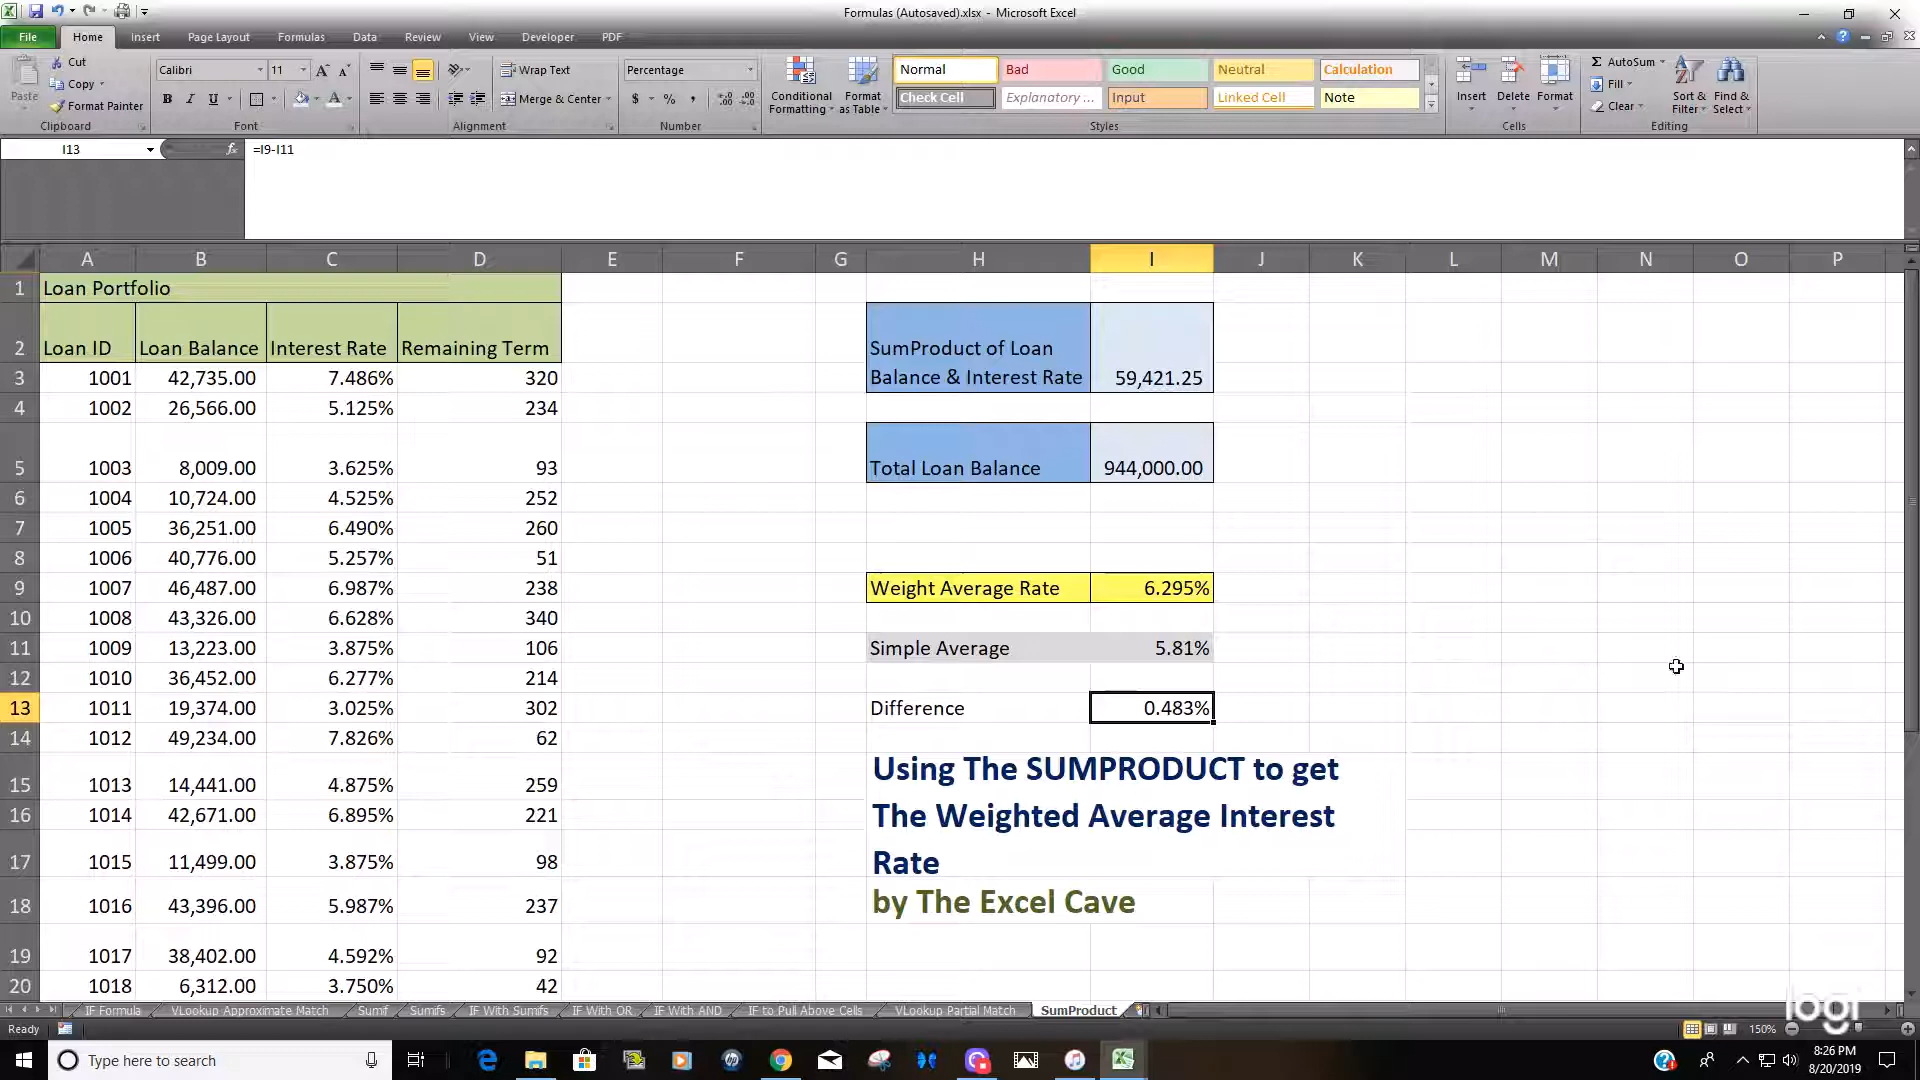 Formulas (Autosaved).xlsx - Microsoft Excel
File Home Insert Page Layout Formulas Data Review View Developer PDF
Cut
Copy
Paste
Format Painter
Clipboard
Calibri 11
B I U
Font
Wrap Text
Merge & Center
Alignment
Percentage
$ % ,
Number
Conditional Formatting
Format as Table
Normal Bad Good Neutral Calculation
Check Cell Explanatory ... Input Linked Cell Note
Styles
Insert Delete Format
Cells
Σ AutoSum
Fill
Clear
Sort & Filter
Find & Select
Editing
I13 fx =I9-I11
A B C D E F G H I J K L M N O P
1 Loan Portfolio
2 Loan ID Loan Balance Interest Rate Remaining Term
SumProduct of Loan
Balance & Interest Rate 59,421.25
3 1001 42,735.00 7.486% 320
4 1002 26,566.00 5.125% 234
5 1003 8,009.00 3.625% 93 Total Loan Balance 944,000.00
6 1004 10,724.00 4.525% 252
7 1005 36,251.00 6.490% 260
8 1006 40,776.00 5.257% 51
9 1007 46,487.00 6.987% 238 Weight Average Rate 6.295%
10 1008 43,326.00 6.628% 340
11 1009 13,223.00 3.875% 106 Simple Average 5.81%
12 1010 36,452.00 6.277% 214
13 1011 19,374.00 3.025% 302 Difference 0.483%
14 1012 49,234.00 7.826% 62
15 1013 14,441.00 4.875% 259
16 1014 42,671.00 6.895% 221
17 1015 11,499.00 3.875% 98
18 1016 43,396.00 5.987% 237
19 1017 38,402.00 4.592% 92
20 1018 6,312.00 3.750% 42
Using The SUMPRODUCT to get
The Weighted Average Interest
Rate
by The Excel Cave
IF Formula VLookup Approximate Match Sumif Sumifs IF With Sumifs IF With OR IF With AND IF to Pull Above Cells VLookup Partial Match SumProduct
logi
Ready 150%
Type here to search
8:26 PM
8/20/2019